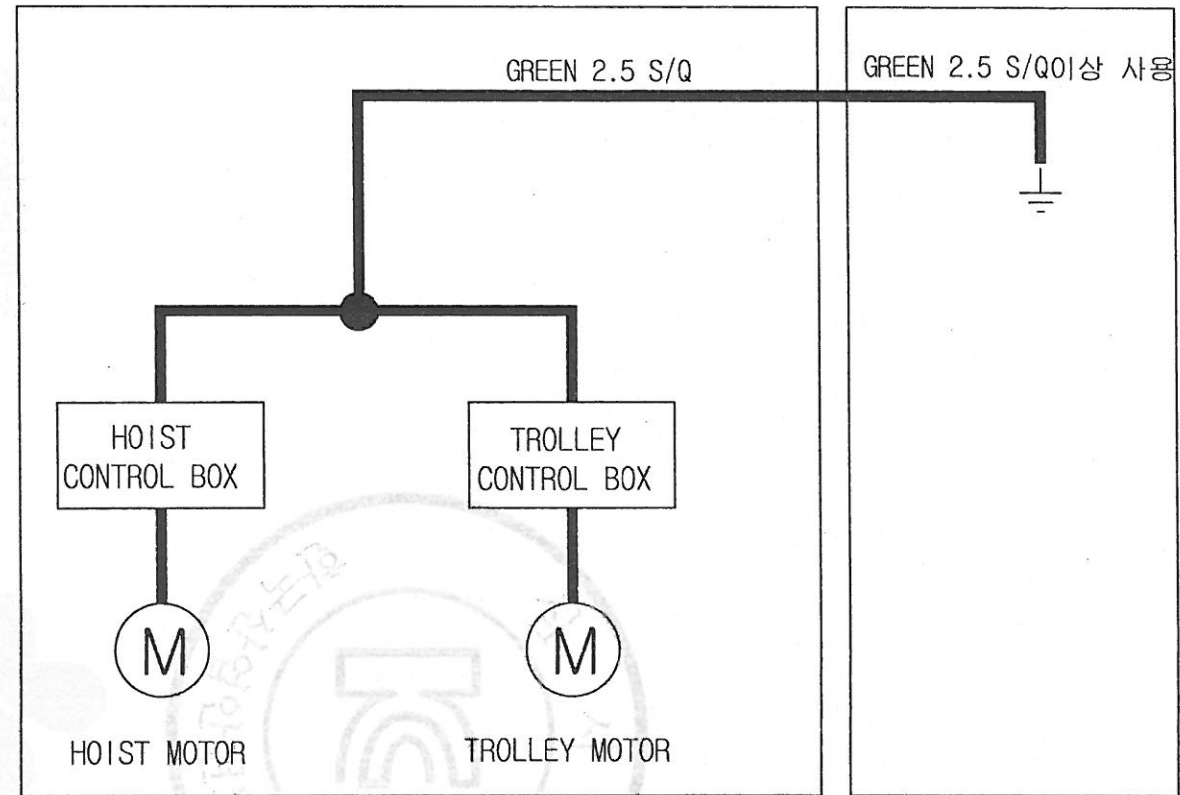 GREEN 2.5 S/Q
GREEN 2.5 S/Q이상 사용
HOIST
CONTROL BOX
TROLLEY
CONTROL BOX
M
M
HOIST MOTOR
TROLLEY MOTOR